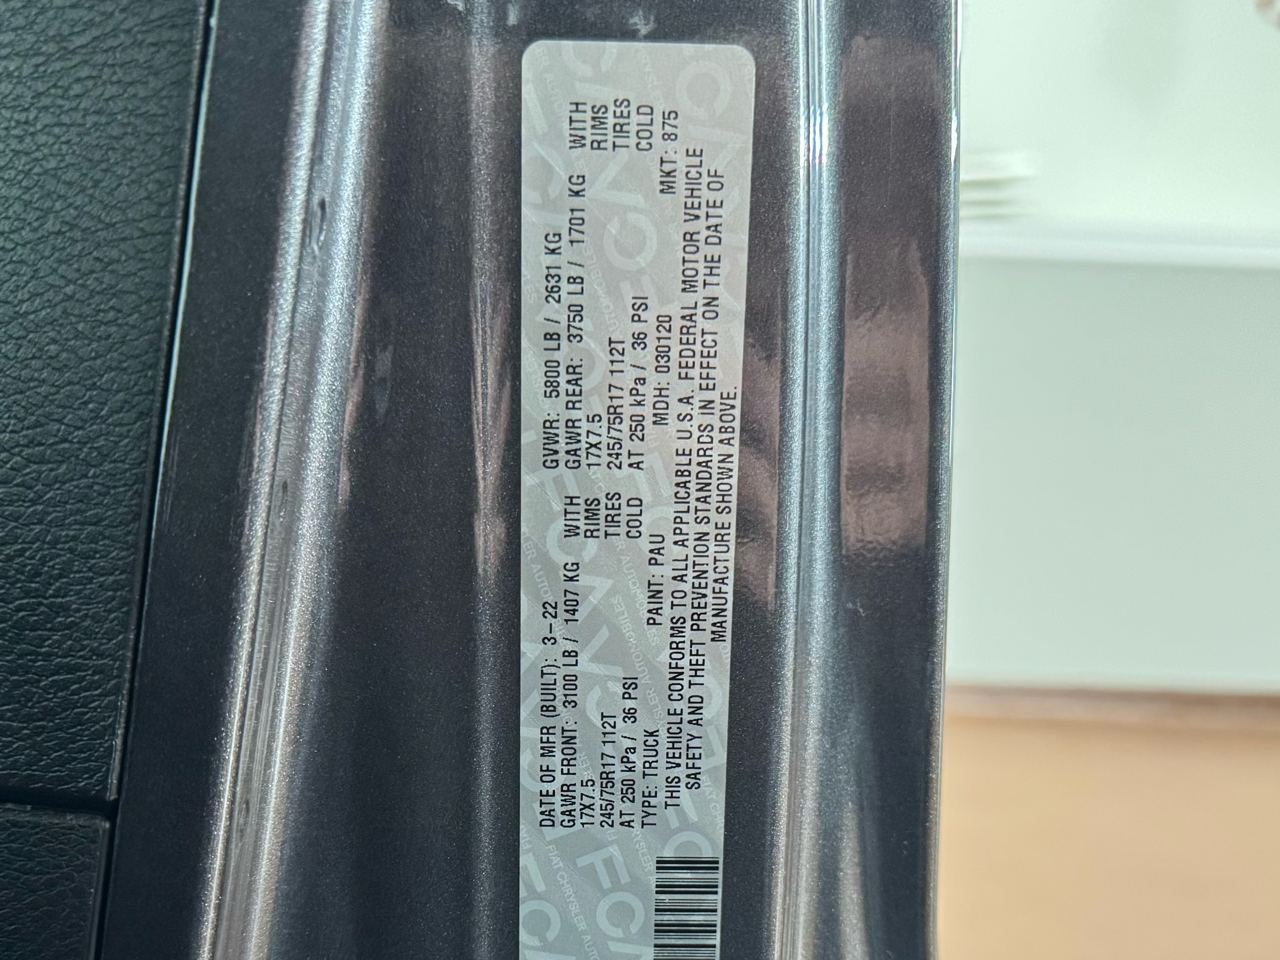 DATE OF MFR (BUILT): 3-22 GVWR: 5800 LB / 2631 KG
GAWR FRONT: 3100 LB / 1407 KG WITH GAWR REAR: 3750 LB / 1701 KG WITH
17X7.5 RIMS 17X7.5 RIMS
245/75R17 112T TIRES 245/75R17 112T TIRES
AT 250 kPa / 36 PSI COLD AT 250 kPa / 36 PSI COLD
TYPE: TRUCK PAINT: PAU MDH: 030120 MKT: 875
THIS VEHICLE CONFORMS TO ALL APPLICABLE U.S.A. FEDERAL MOTOR VEHICLE
SAFETY AND THEFT PREVENTION STANDARDS IN EFFECT ON THE DATE OF
MANUFACTURE SHOWN ABOVE.